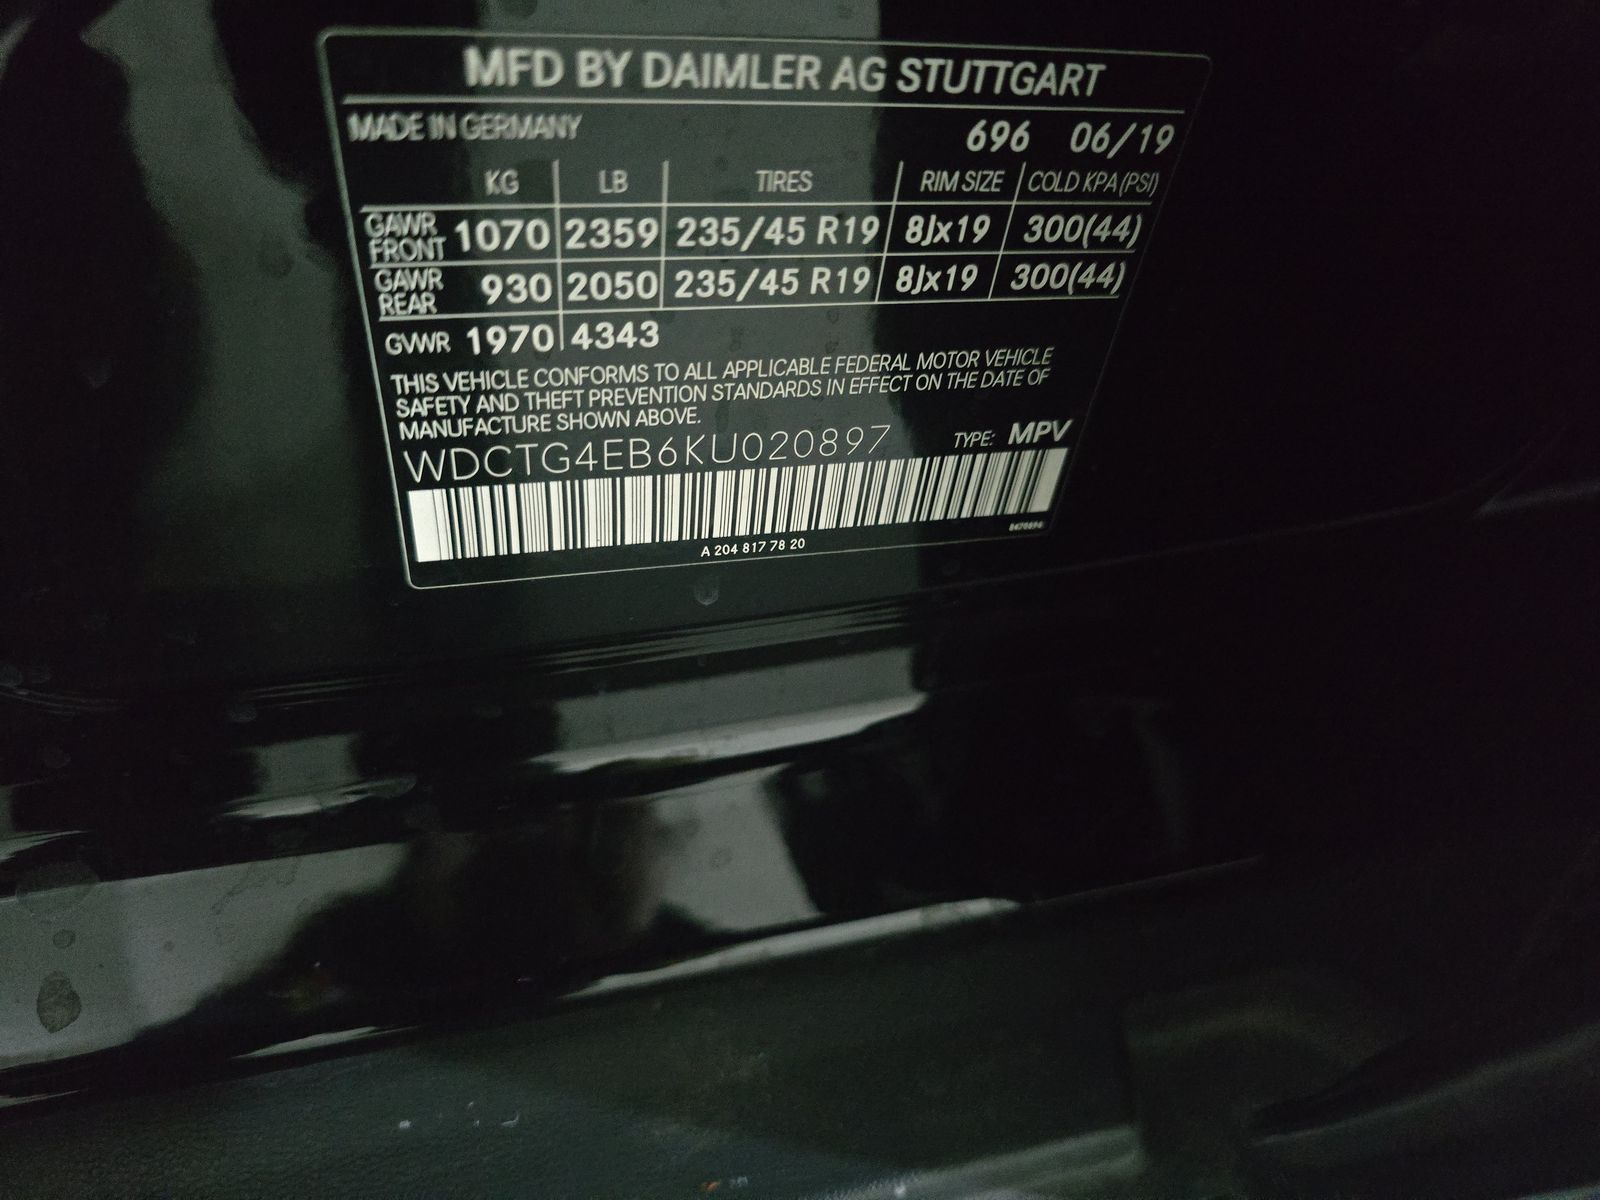 MFD BY DAIMLER AG STUTTGART
MADE IN GERMANY 696 06/19
KG LB TIRES RIM SIZE COLD KPA (PSI)
GAWR FRONT 1070 2359 235/45 R19 8Jx19 300(44)
GAWR REAR 930 2050 235/45 R19 8Jx19 300(44)
GVWR 1970 4343
THIS VEHICLE CONFORMS TO ALL APPLICABLE FEDERAL MOTOR VEHICLE
SAFETY AND THEFT PREVENTION STANDARDS IN EFFECT ON THE DATE OF
MANUFACTURE SHOWN ABOVE.
WDCTG4EB6KU020897 TYPE: MPV
A 204 817 78 20